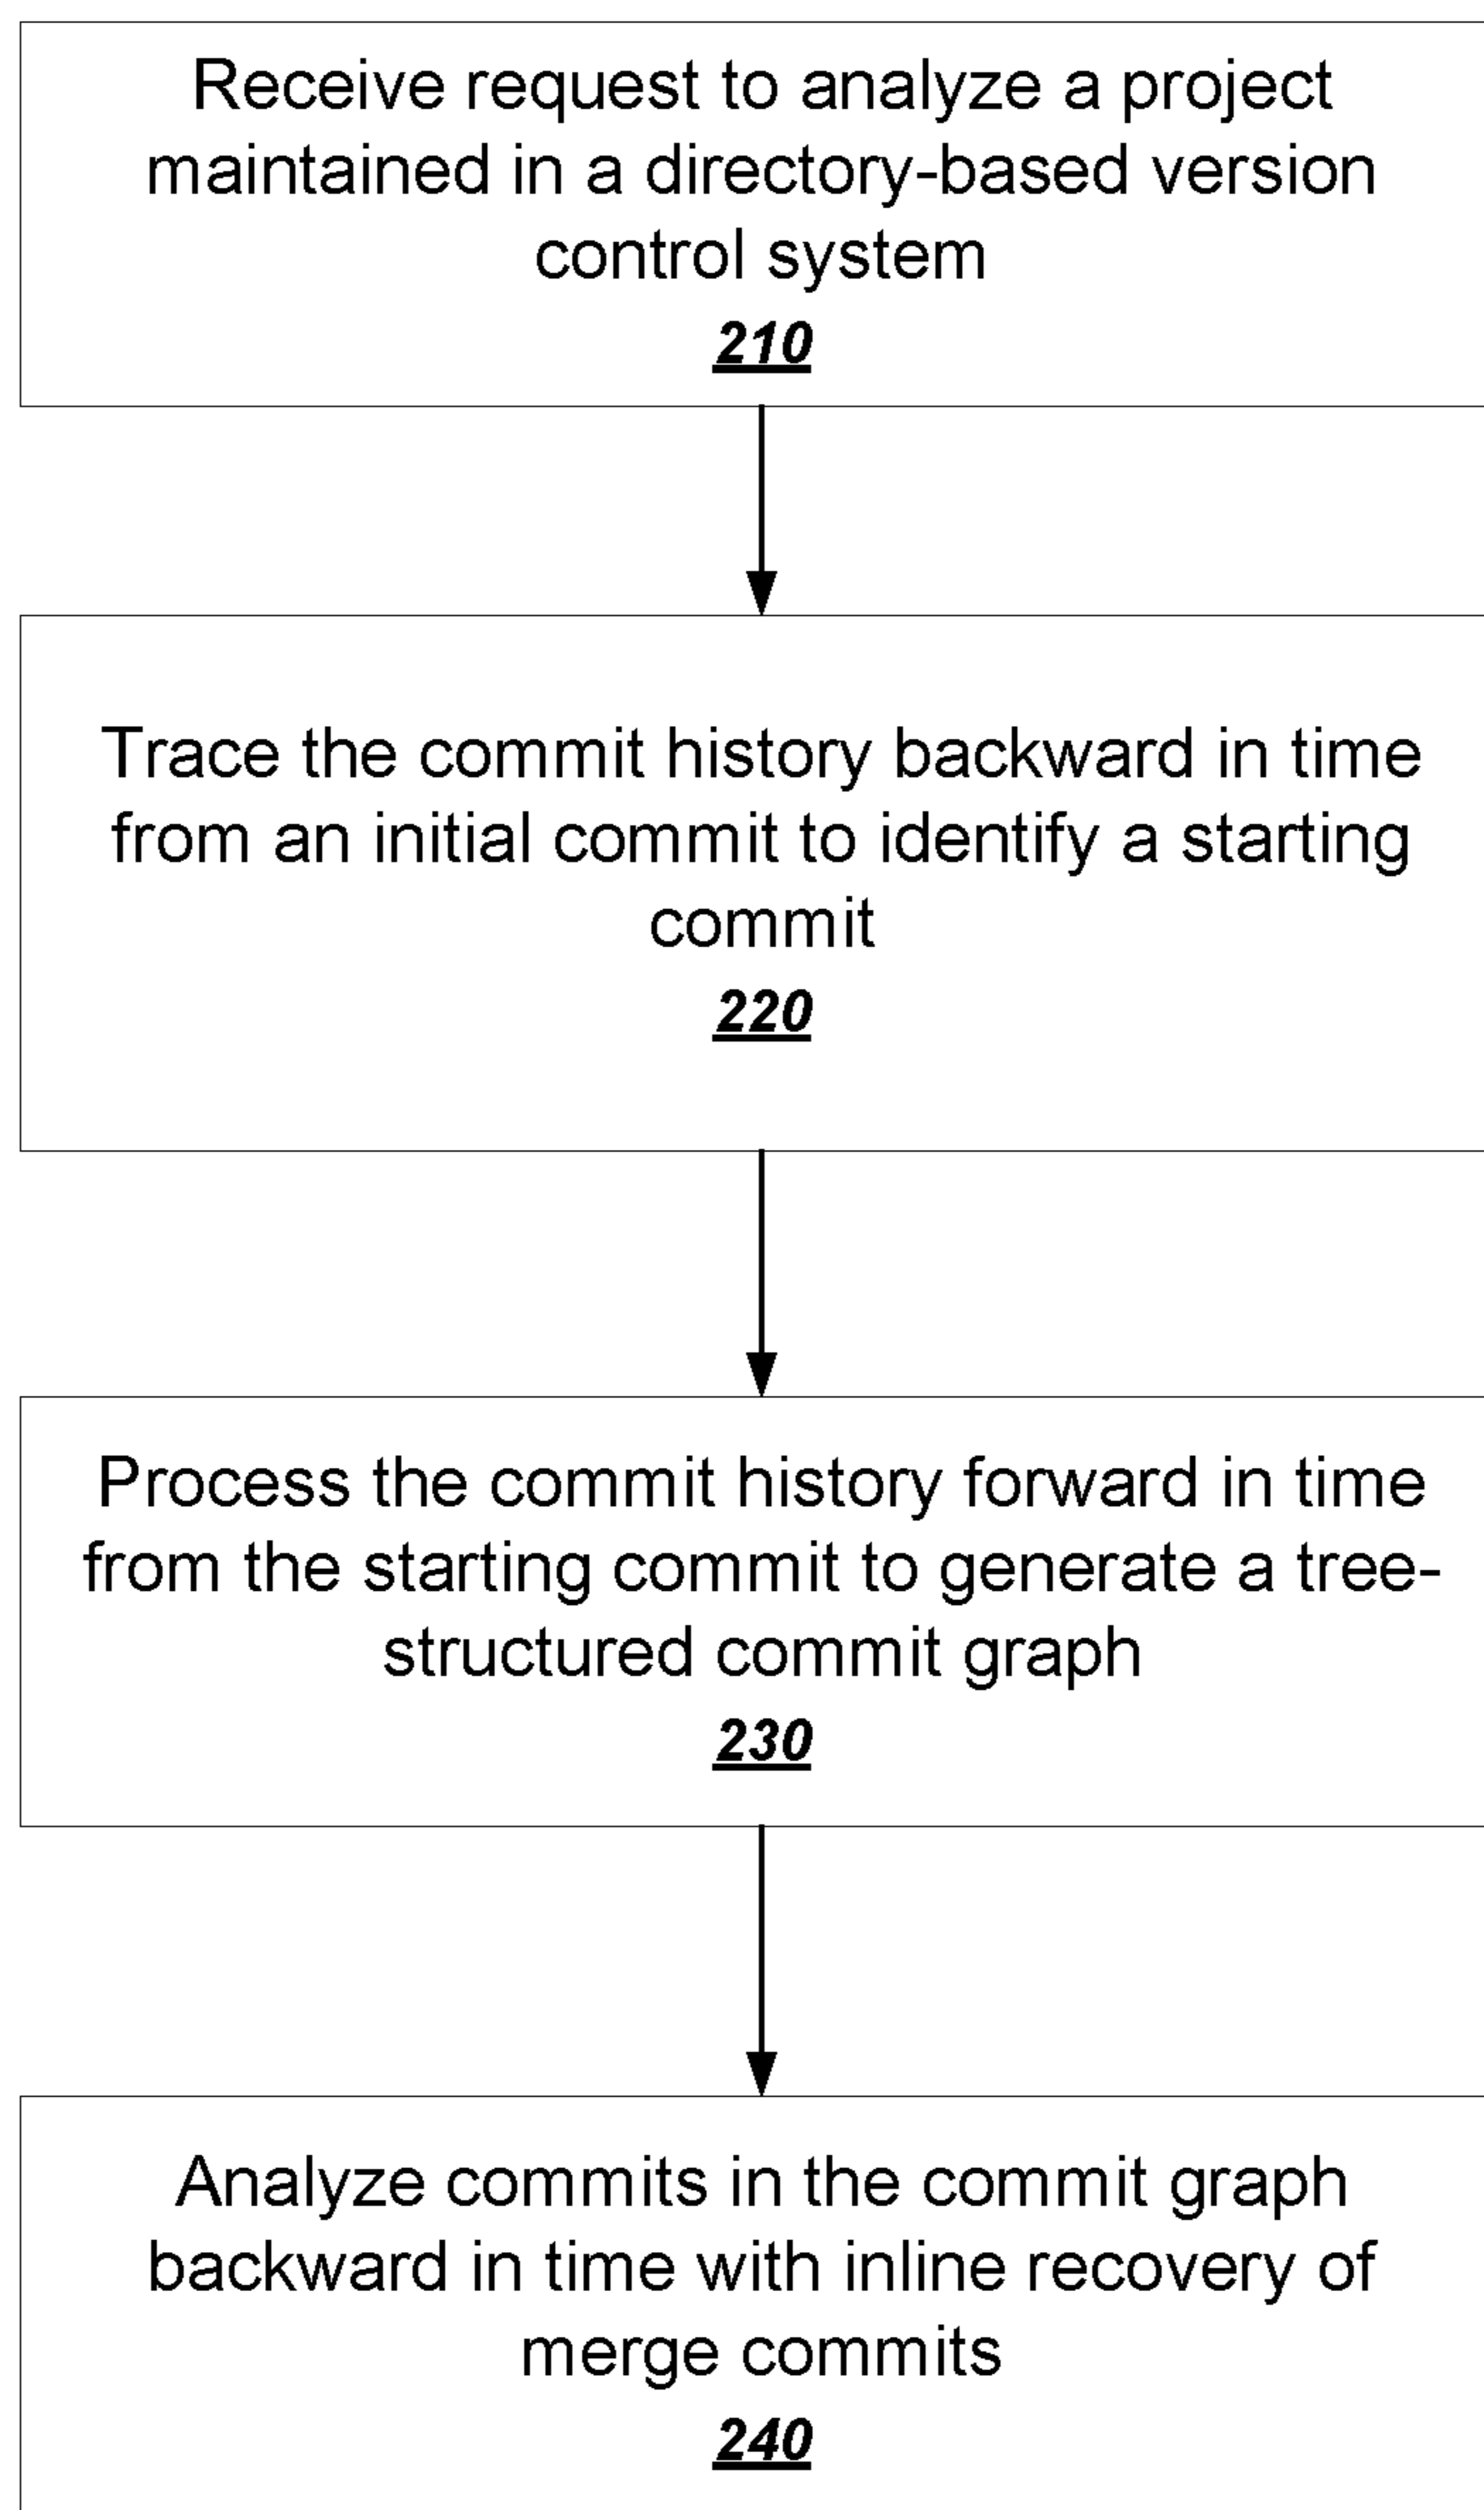 Receive request to analyze a project
maintained in a directory-based version
control system
210
Trace the commit history backward in time
from an initial commit to identify a starting
commit
220
Process the commit history forward in time
from the starting commit to generate a tree-
structured commit graph
230
Analyze commits in the commit graph
backward in time with inline recovery of
merge commits
240